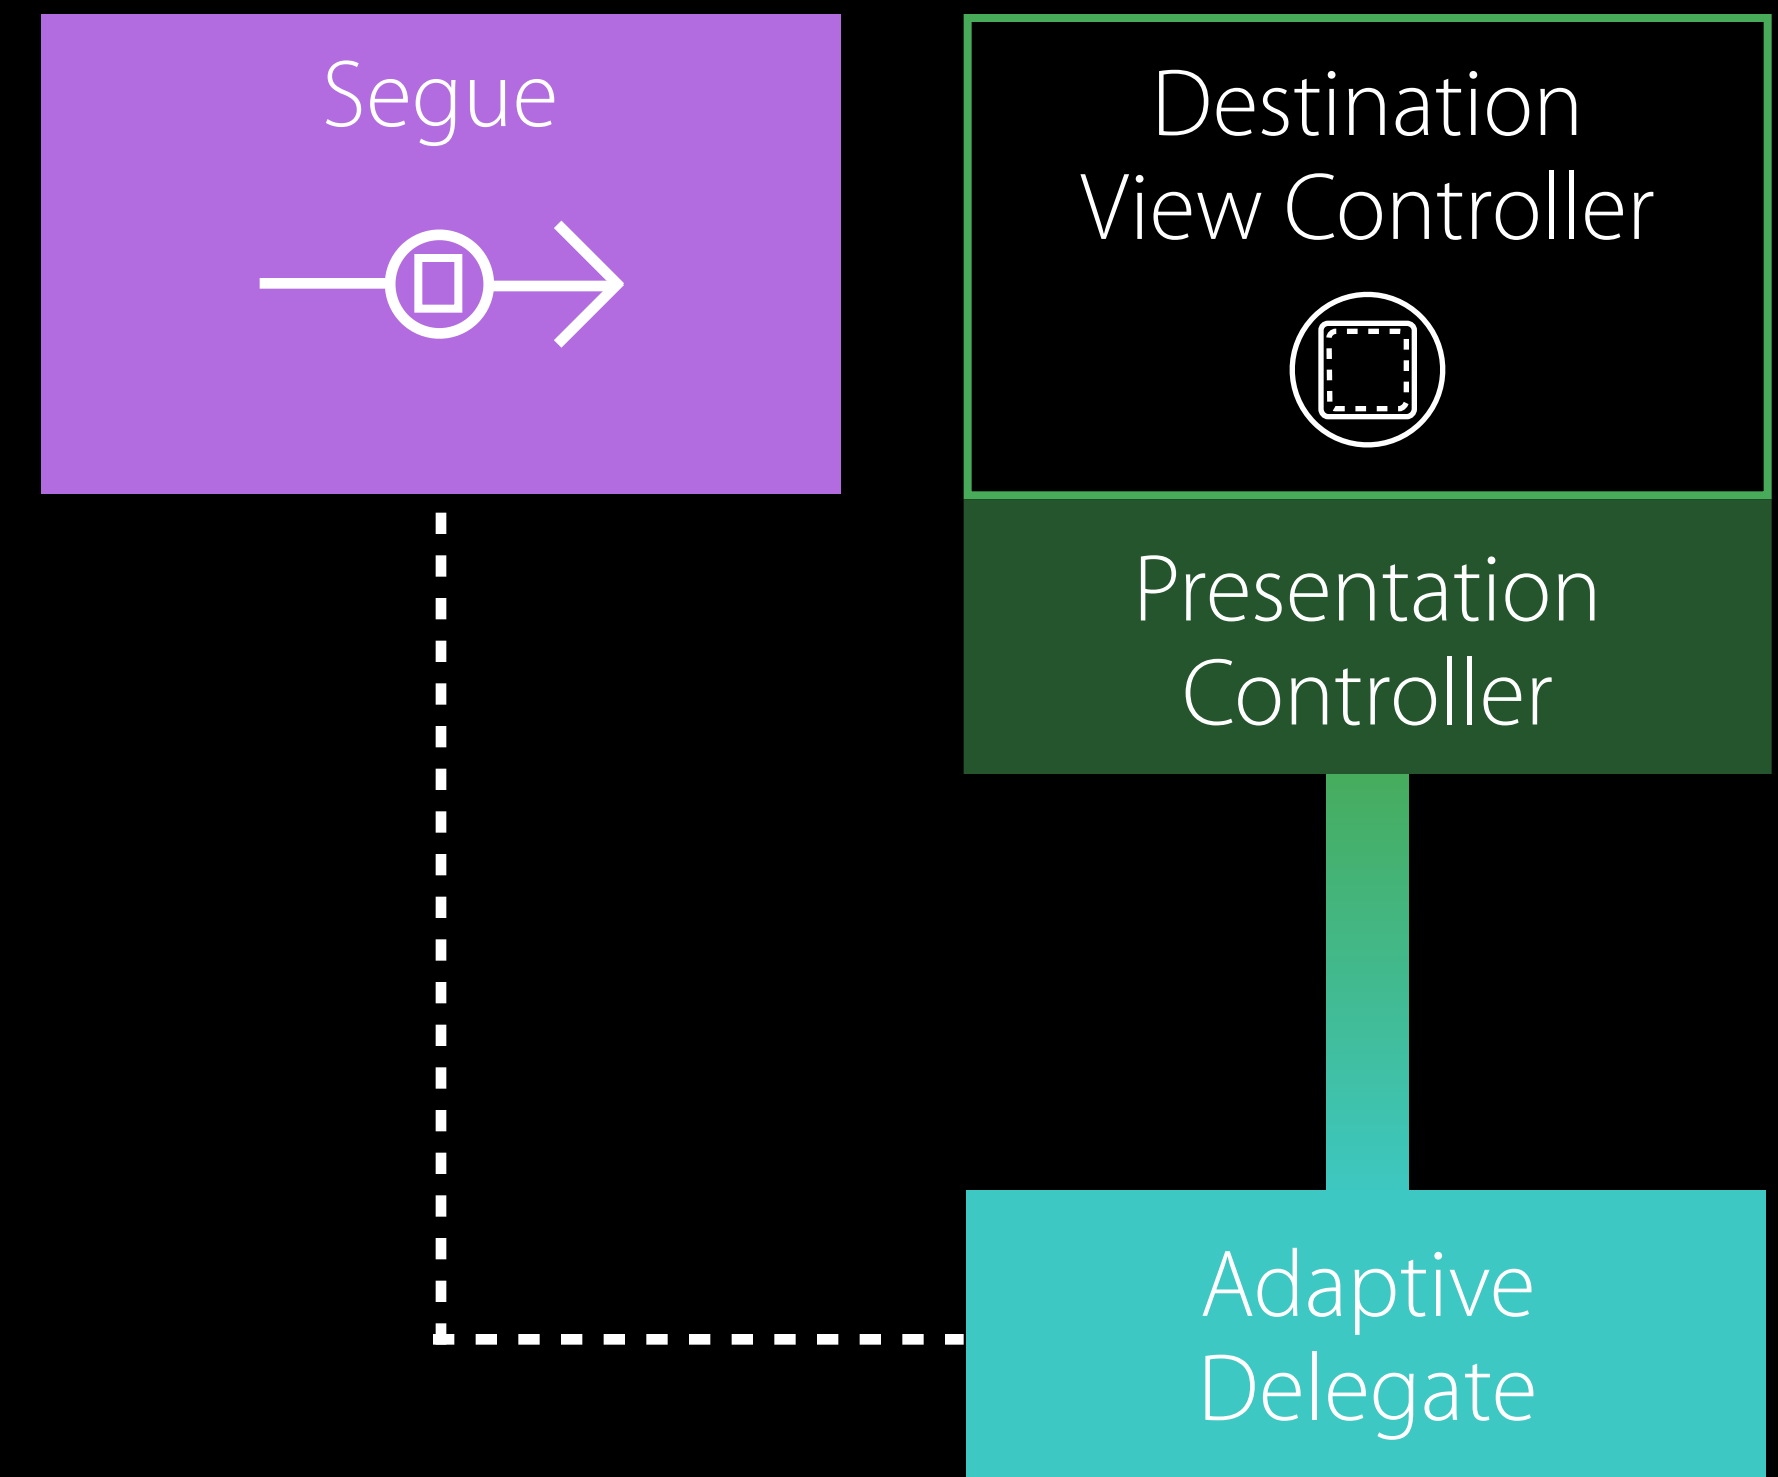 Segue
Destination
View Controller
Presentation
Controller
Adaptive
Delegate